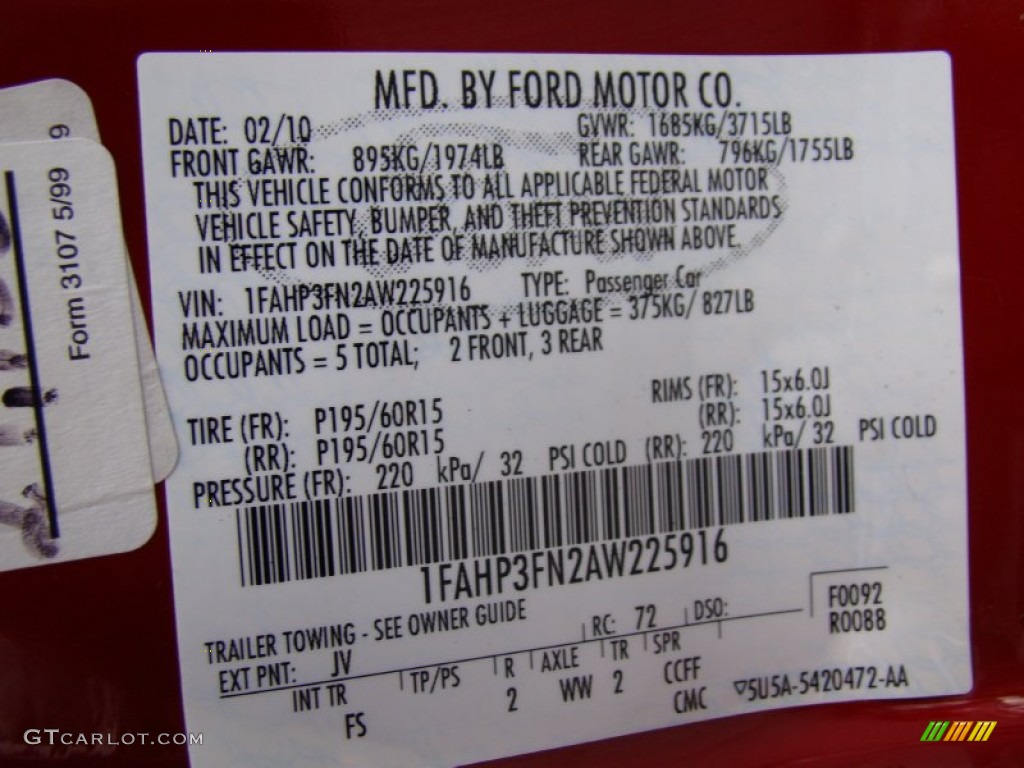 MFD. BY FORD MOTOR CO.
DATE: 02/10 GVWR: 1685KG/3715LB
FRONT GAWR: 895KG/1974LB REAR GAWR: 796KG/1755LB
THIS VEHICLE CONFORMS TO ALL APPLICABLE FEDERAL MOTOR
VEHICLE SAFETY, BUMPER, AND THEFT PREVENTION STANDARDS
IN EFFECT ON THE DATE OF MANUFACTURE SHOWN ABOVE.
VIN: 1FAHP3FN2AW225916 TYPE: Passenger Car
MAXIMUM LOAD = OCCUPANTS + LUGGAGE = 375KG/ 827LB
OCCUPANTS = 5 TOTAL; 2 FRONT, 3 REAR
TIRE (FR): P195/60R15 RIMS (FR): 15x6.0J
(RR): P195/60R15 (RR): 15x6.0J
PRESSURE (FR): 220 kPa/ 32 PSI COLD (RR): 220 kPa/ 32 PSI COLD
1FAHP3FN2AW225916
TRAILER TOWING - SEE OWNER GUIDE RC: 72 DSO: F0092
R0088
EXT PNT: JV
INT TR TP/PS R AXLE TR SPR
FS 2 WW 2 CCFF
CMC ▽5U5A-5420472-AA
Form 3107 5/99
9
GTCARLOT.COM